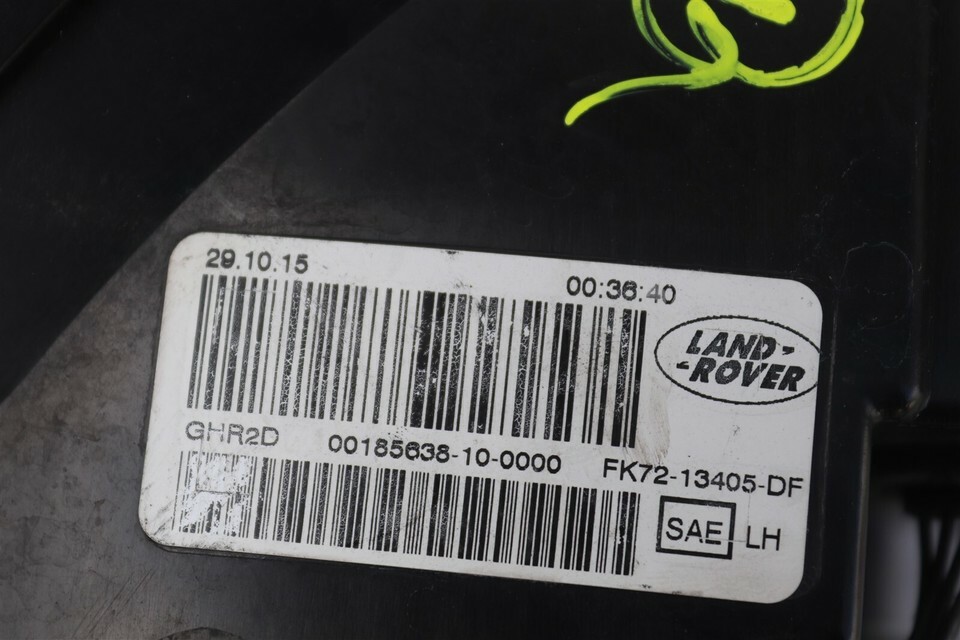 29.10.15 00:36:40
LAND-
-ROVER
GHR2D 00185638-10-0000 FK72-13405-DF
SAE LH